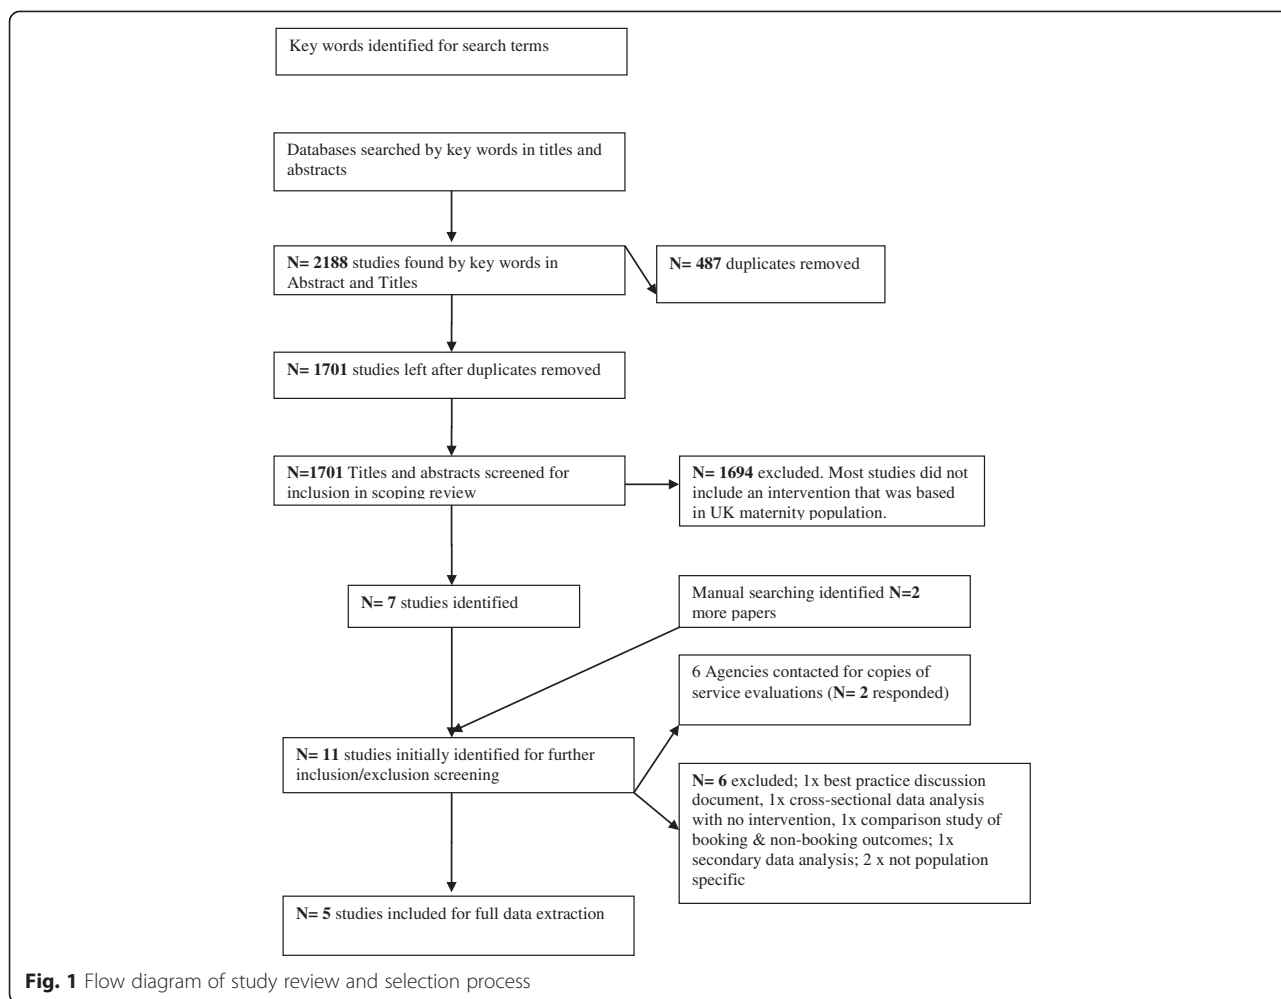 Key words identified for search terms
Databases searched by key words in titles and
abstracts
N= 2188 studies found by key words in
Abstract and Titles
N= 487 duplicates removed
N= 1701 studies left after duplicates removed
N=1701 Titles and abstracts screened for
inclusion in scoping review
N= 1694 excluded. Most studies did not
include an intervention that was based
in UK maternity population.
N= 7 studies identified
Manual searching identified N=2
more papers
6 Agencies contacted for copies of
service evaluations (N= 2 responded)
N= 11 studies initially identified for further
inclusion/exclusion screening
N= 6 excluded; 1x best practice discussion
document, 1x cross-sectional data analysis
with no intervention, 1x comparison study of
booking & non-booking outcomes; 1x
secondary data analysis; 2 x not population
specific
N= 5 studies included for full data extraction
Fig. 1 Flow diagram of study review and selection process